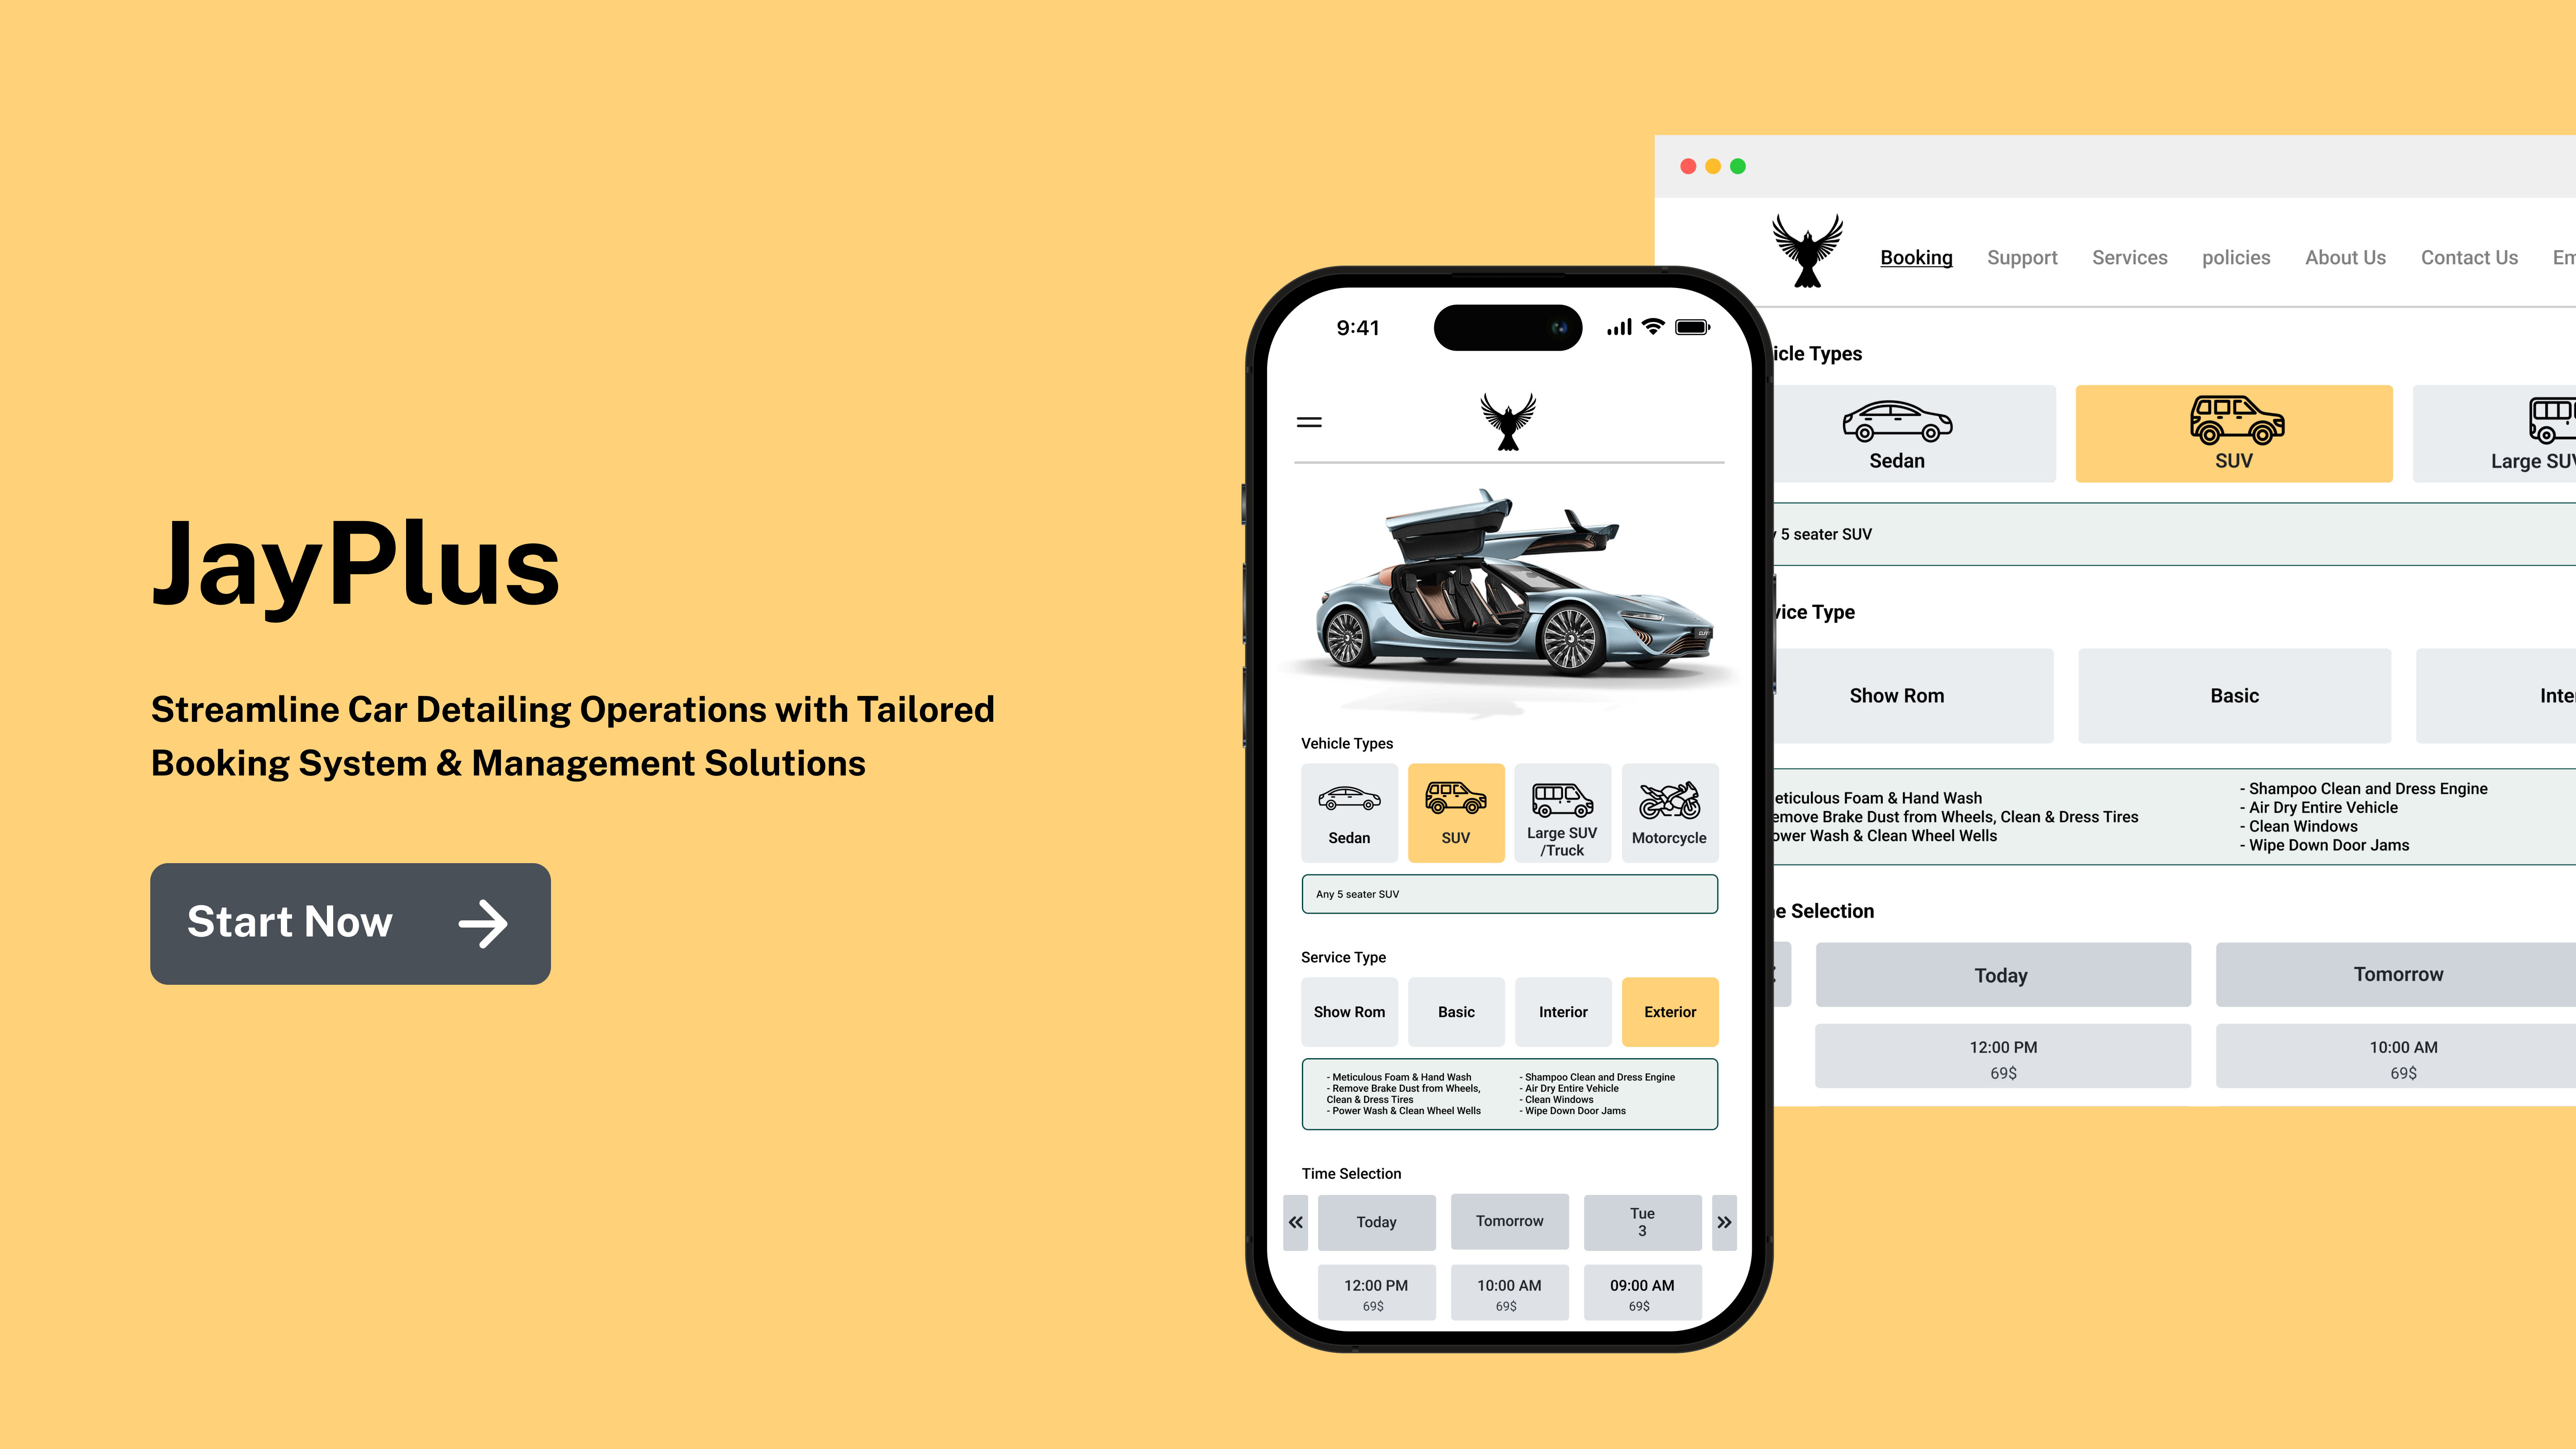 JayPlus
Streamline Car Detailing Operations with Tailored
Booking System & Management Solutions
Start Now
9:41
Vehicle Types
Sedan
SUV
Large SUV
/Truck
Motorcycle
Any 5 seater SUV
Service Type
Show Rom
Basic
Interior
Exterior
- Meticulous Foam & Hand Wash
- Remove Brake Dust from Wheels,
Clean & Dress Tires
- Power Wash & Clean Wheel Wells
- Shampoo Clean and Dress Engine
- Air Dry Entire Vehicle
- Clean Windows
- Wipe Down Door Jams
Time Selection
Today
Tomorrow
Tue
3
12:00 PM
69$
10:00 AM
69$
09:00 AM
69$
Booking Support Services policies About Us Contact Us Em
icle Types
Sedan
SUV
Large SUV
5 seater SUV
vice Type
Show Rom
Basic
Inte
eticulous Foam & Hand Wash
emove Brake Dust from Wheels, Clean & Dress Tires
ower Wash & Clean Wheel Wells
- Shampoo Clean and Dress Engine
- Air Dry Entire Vehicle
- Clean Windows
- Wipe Down Door Jams
e Selection
Today
Tomorrow
12:00 PM
69$
10:00 AM
69$